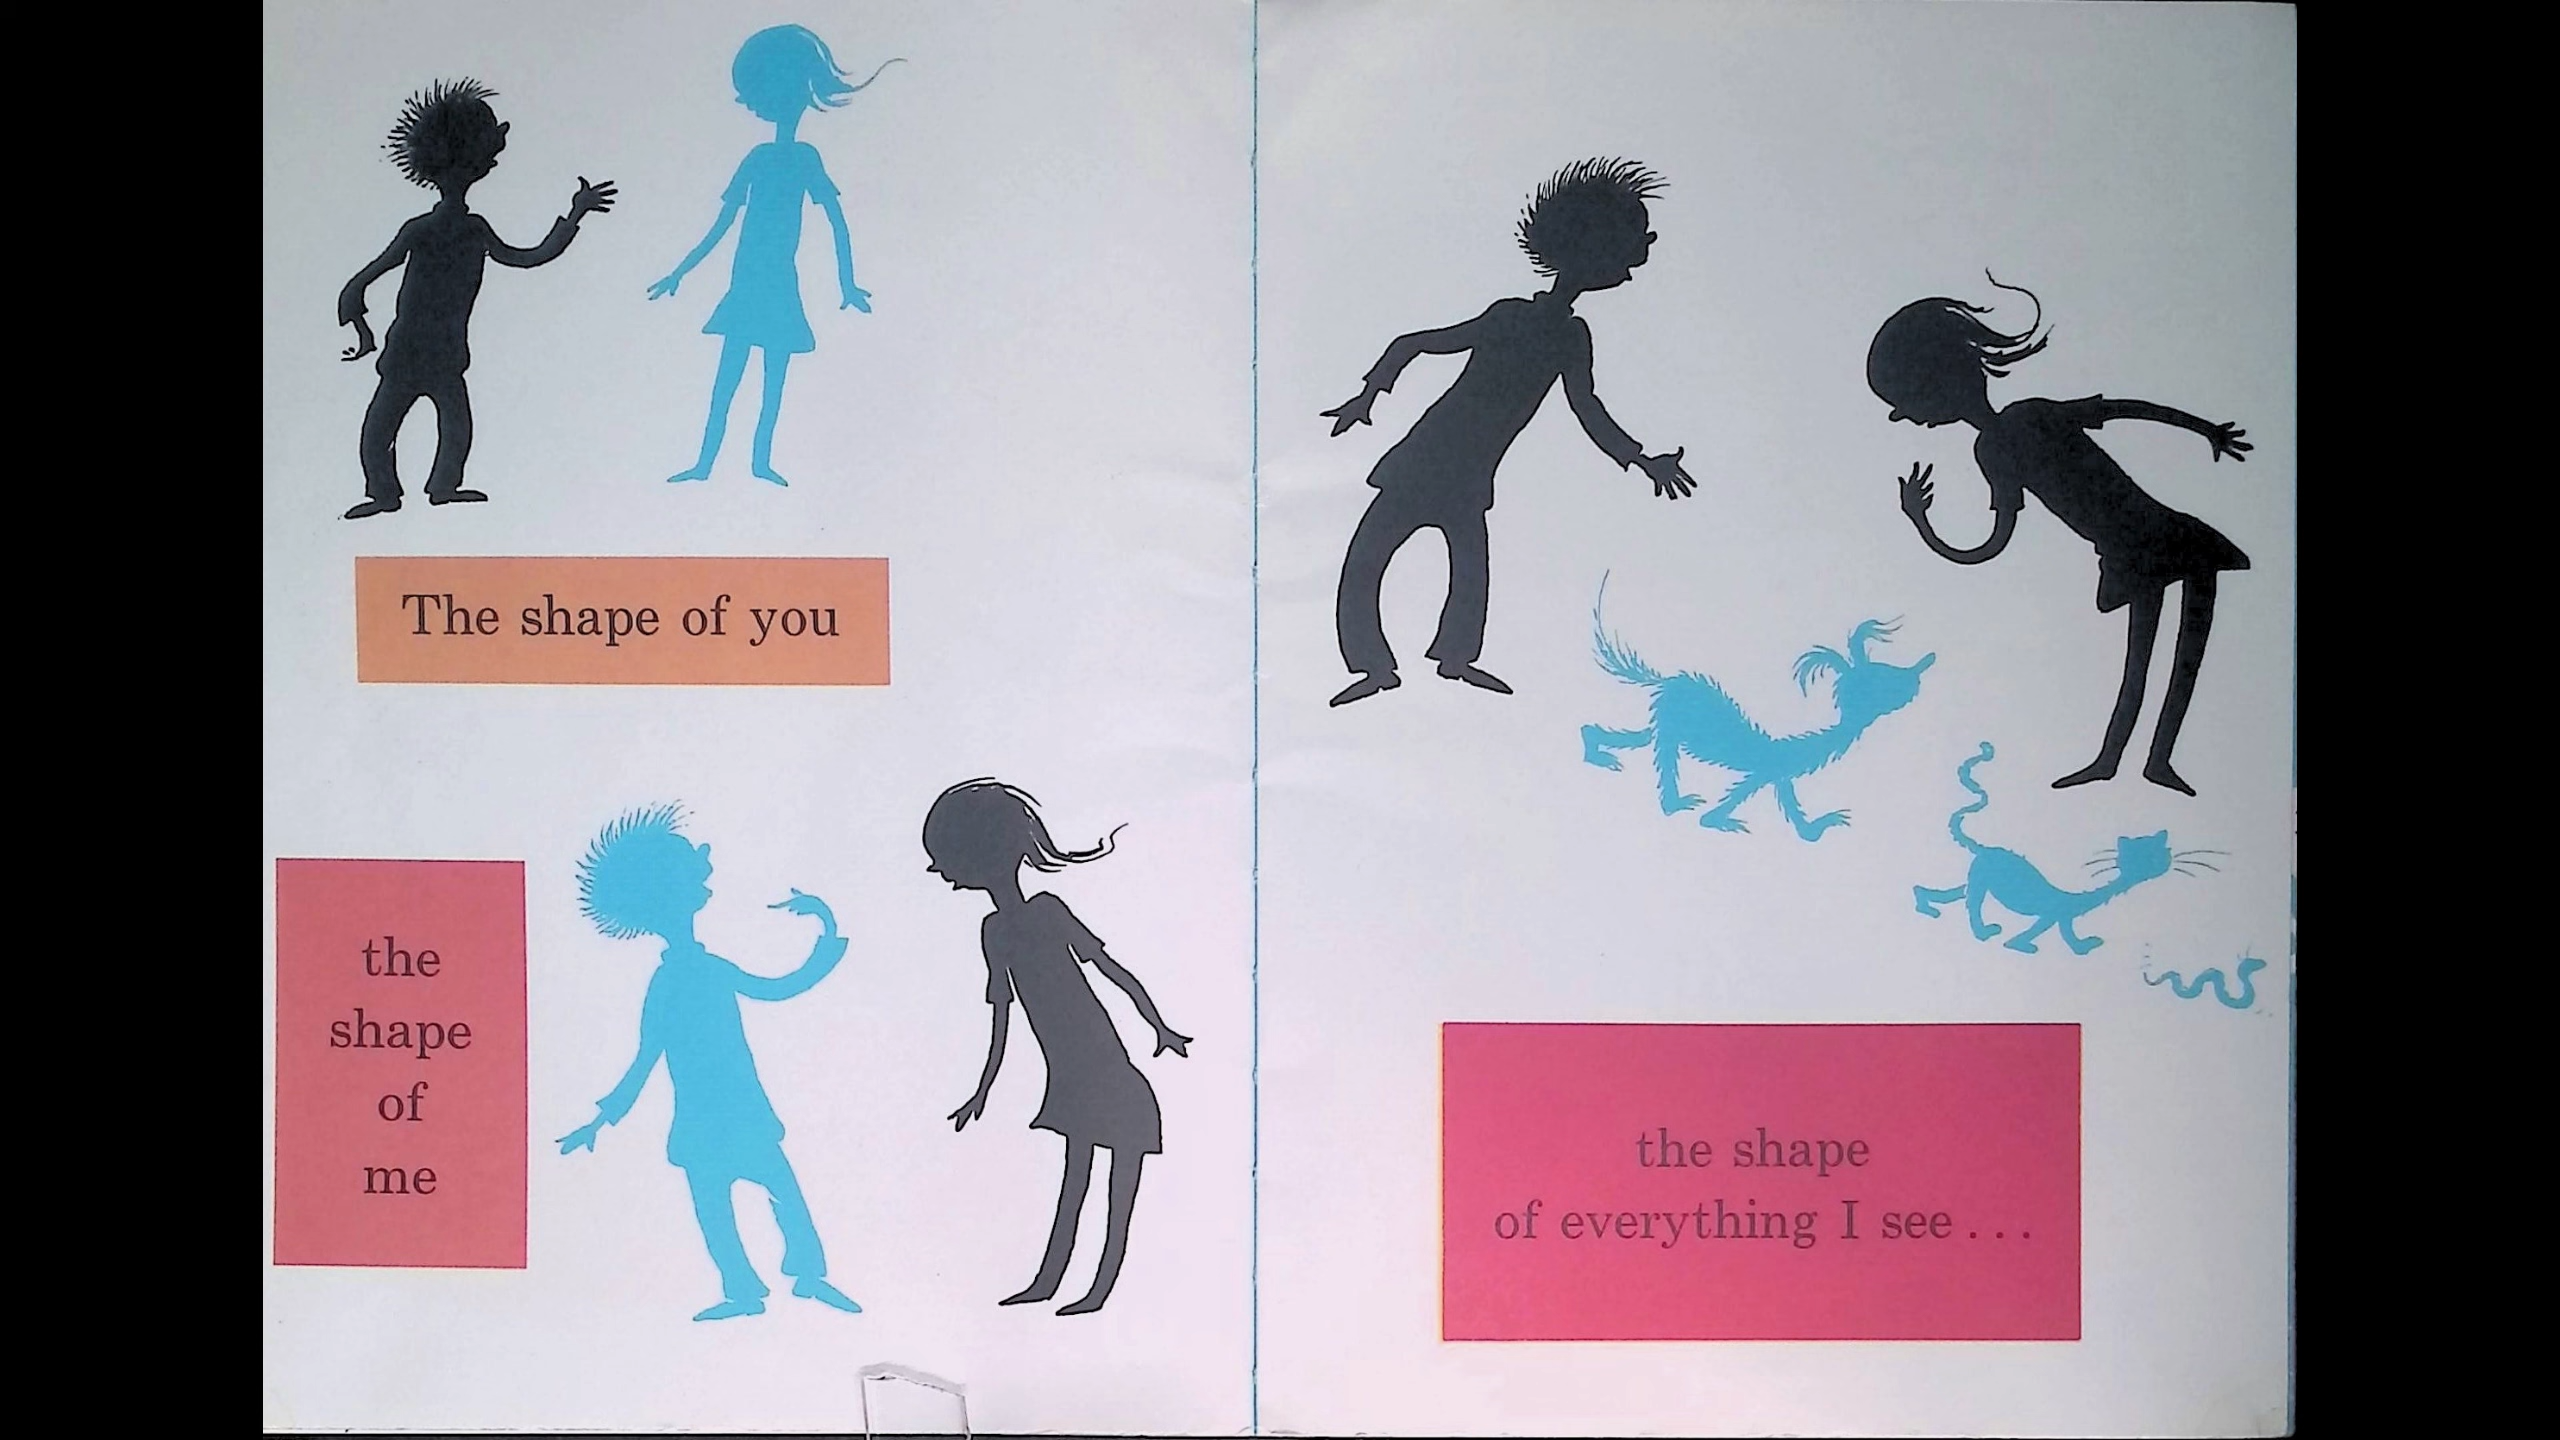 The shape of you
the
shape
of
me
the shape
of everything I see...